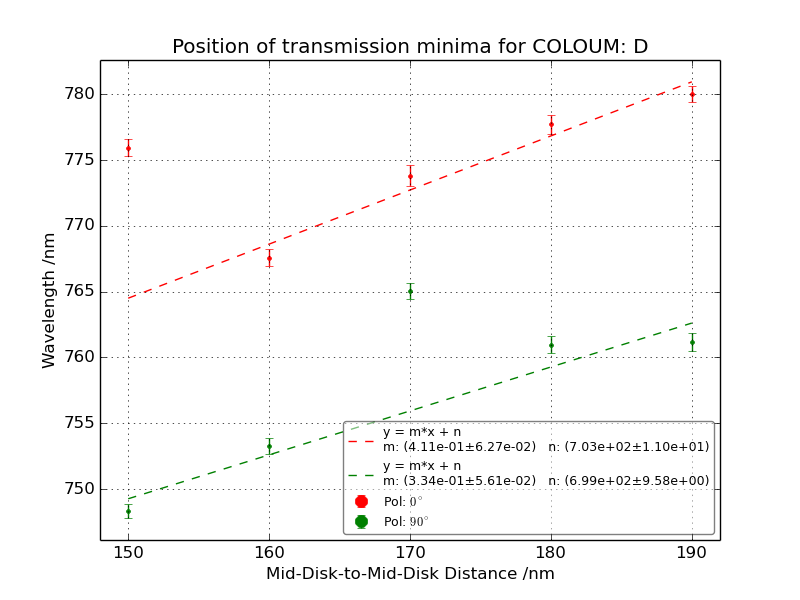 Position of transmission minima for COLOUM: D
780
775
770
765
760
755
750
Wavelength /nm
y = m*x + n
m: (4.11e-01±6.27e-02) n: (7.03e+02±1.10e+01)
y = m*x + n
m: (3.34e-01±5.61e-02) n: (6.99e+02±9.58e+00)
Pol: 0°
Pol: 90°
150 160 170 180 190
Mid-Disk-to-Mid-Disk Distance /nm